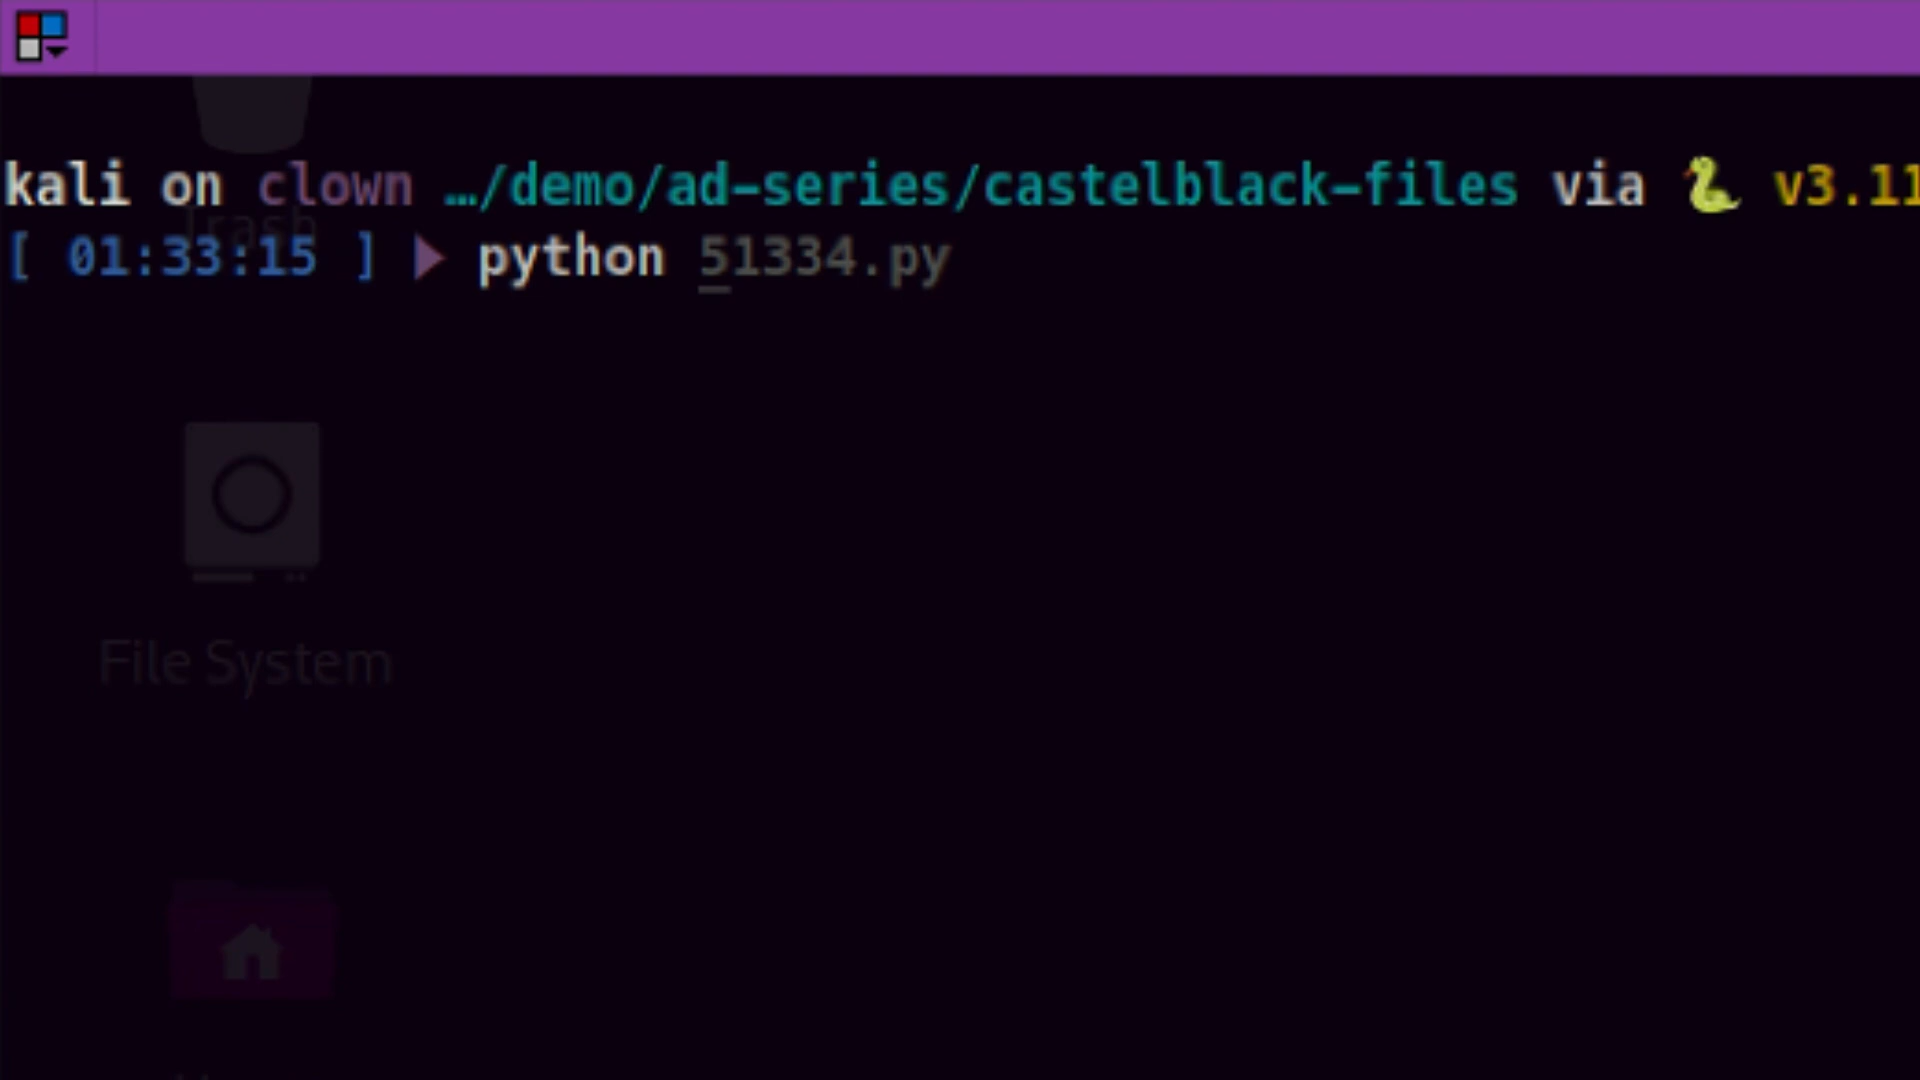 kali on clown …/demo/ad-series/castelblack-files via 🐍 v3.11
Trash
[ 01:33:15 ] ▶ python 51334.py
File System